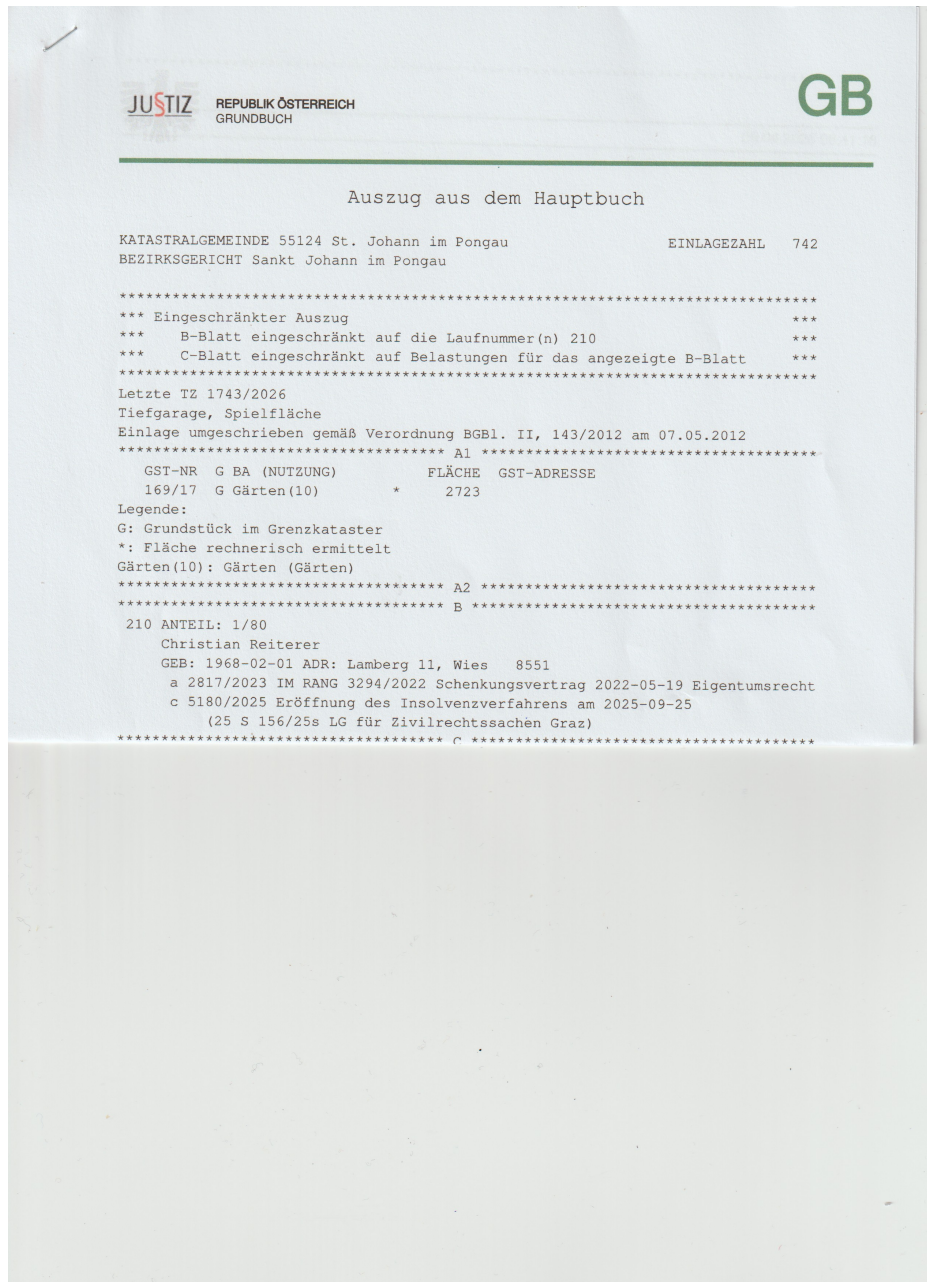 JUSTIZ REPUBLIK ÖSTERREICH
GRUNDBUCH
GB
Auszug aus dem Hauptbuch
KATASTRALGEMEINDE 55124 St. Johann im Pongau EINLAGEZAHL 742
BEZIRKSGERICHT Sankt Johann im Pongau
*******************************************************************************
*** Eingeschränkter Auszug ***
*** B-Blatt eingeschränkt auf die Laufnummer(n) 210 ***
*** C-Blatt eingeschränkt auf Belastungen für das angezeigte B-Blatt ***
*******************************************************************************
Letzte TZ 1743/2026
Tiefgarage, Spielfläche
Einlage umgeschrieben gemäß Verordnung BGBl. II, 143/2012 am 07.05.2012
************************************* A1 **************************************
GST-NR G BA (NUTZUNG) FLÄCHE GST-ADRESSE
169/17 G Gärten(10) * 2723
Legende:
G: Grundstück im Grenzkataster
*: Fläche rechnerisch ermittelt
Gärten(10): Gärten (Gärten)
************************************* A2 **************************************
************************************* B ***************************************
210 ANTEIL: 1/80
Christian Reiterer
GEB: 1968-02-01 ADR: Lamberg 11, Wies 8551
a 2817/2023 IM RANG 3294/2022 Schenkungsvertrag 2022-05-19 Eigentumsrecht
c 5180/2025 Eröffnung des Insolvenzverfahrens am 2025-09-25
(25 S 156/25s LG für Zivilrechtssachen Graz)
************************************* C ***************************************